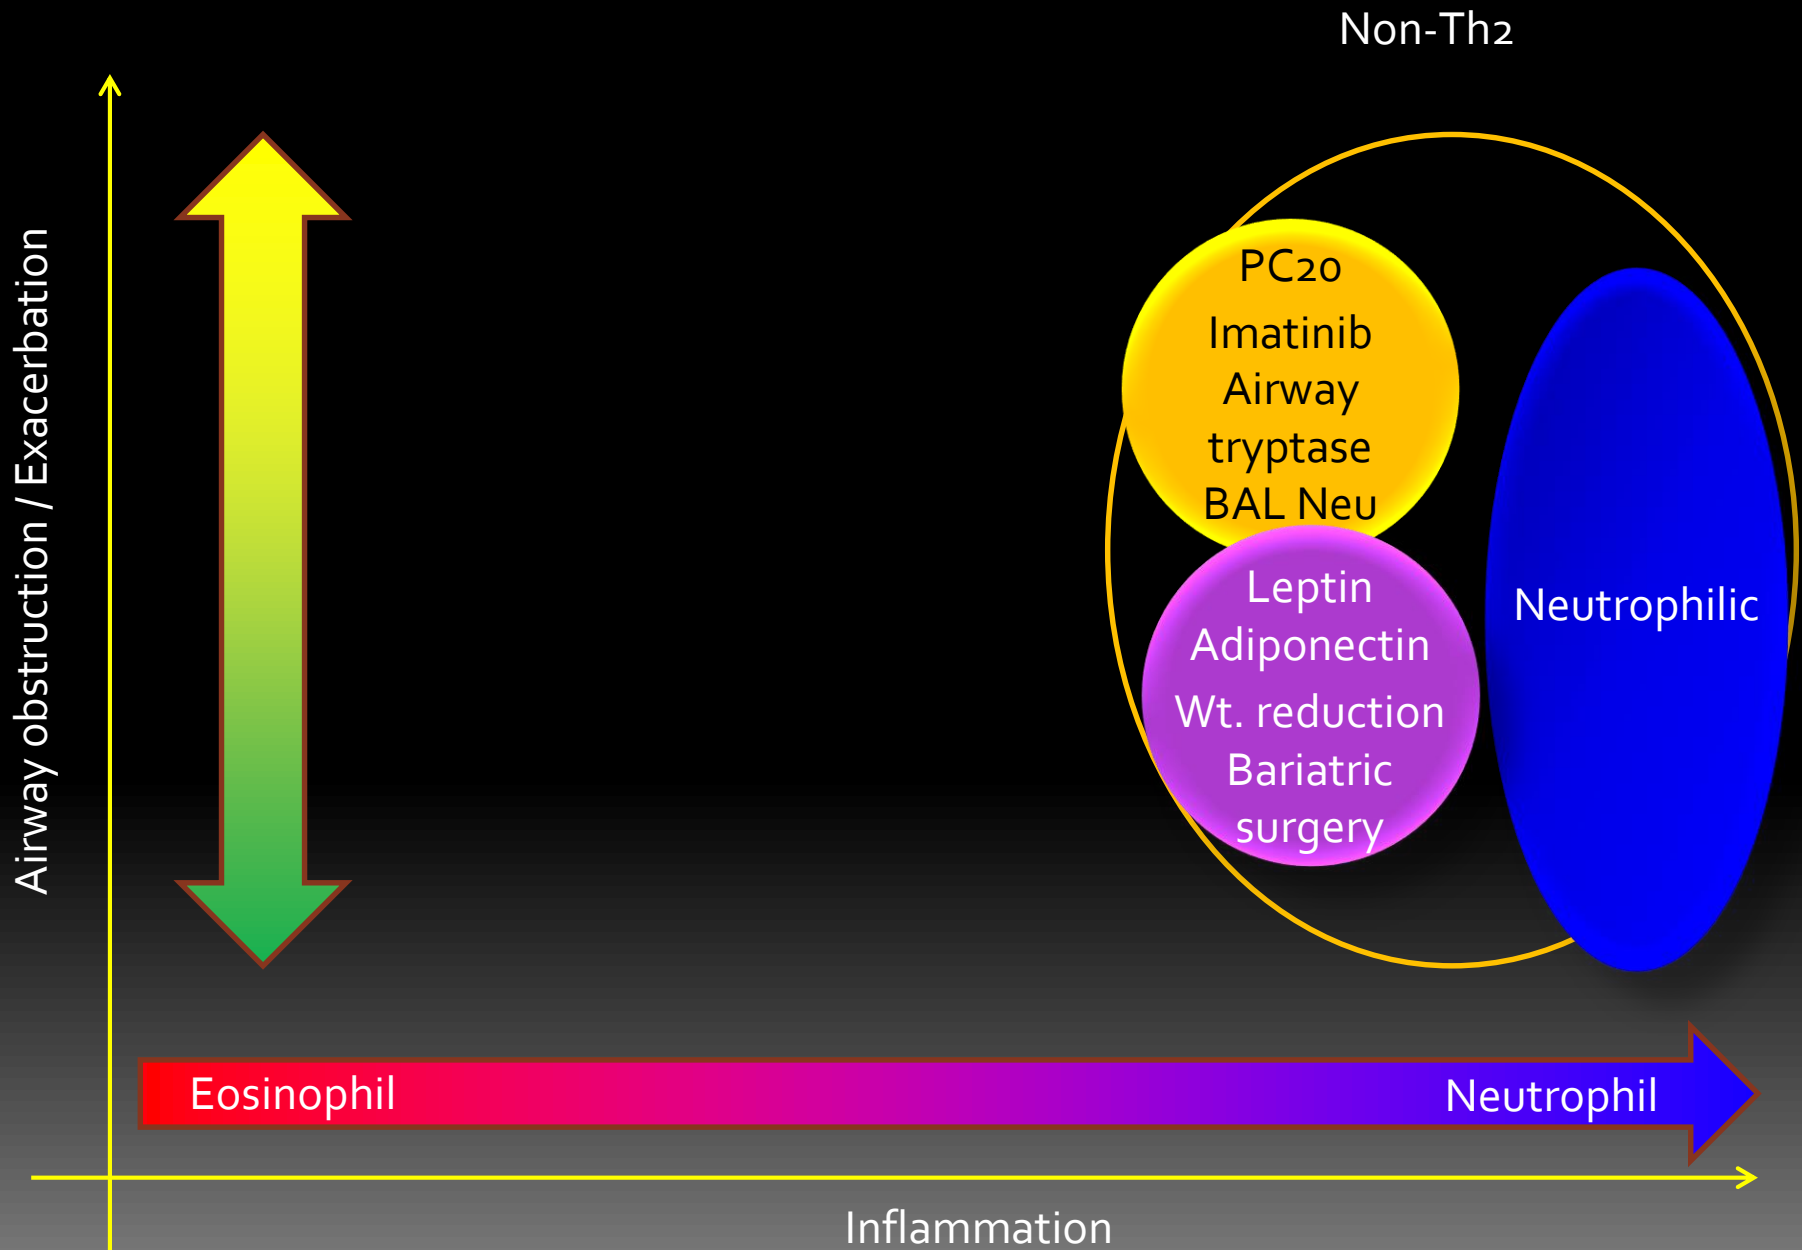 Non-Th2
Airway obstruction / Exacerbation
PC20
Imatinib
Airway
tryptase
BAL Neu
Leptin
Adiponectin
Wt. reduction
Bariatric
surgery
Neutrophilic
Eosinophil
Neutrophil
Inflammation